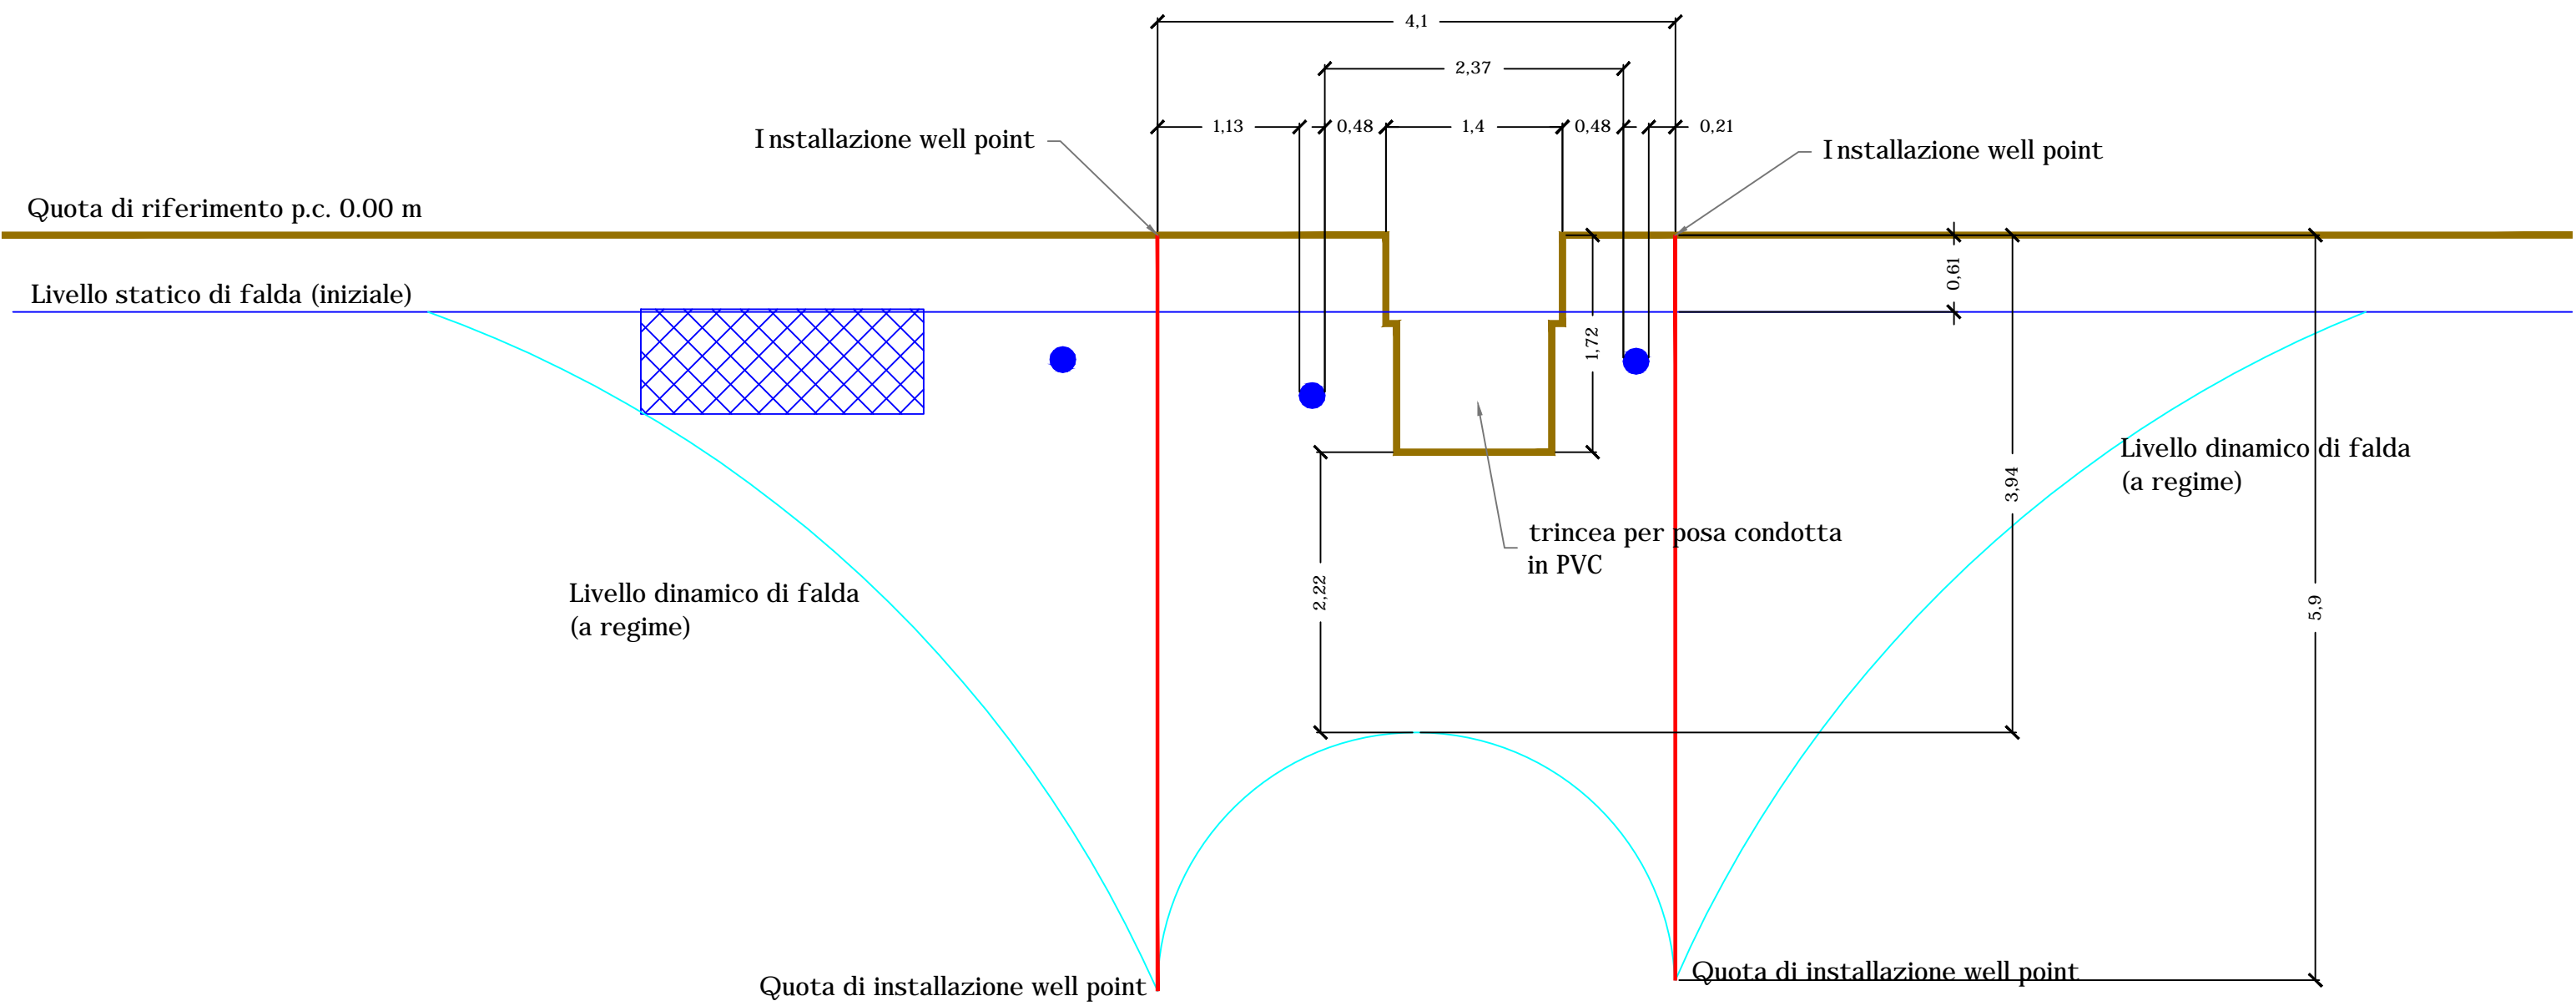 4,1
2,37
1,13
0,48
1,4
0,48
0,21
Installazione well point
Installazione well point
Quota di riferimento p.c. 0.00 m
Livello statico di falda (iniziale)
0,61
1,72
Livello dinamico di falda
(a regime)
3,94
trincea per posa condotta
in PVC
2,22
Livello dinamico di falda
(a regime)
5,9
Quota di installazione well point
Quota di installazione well point